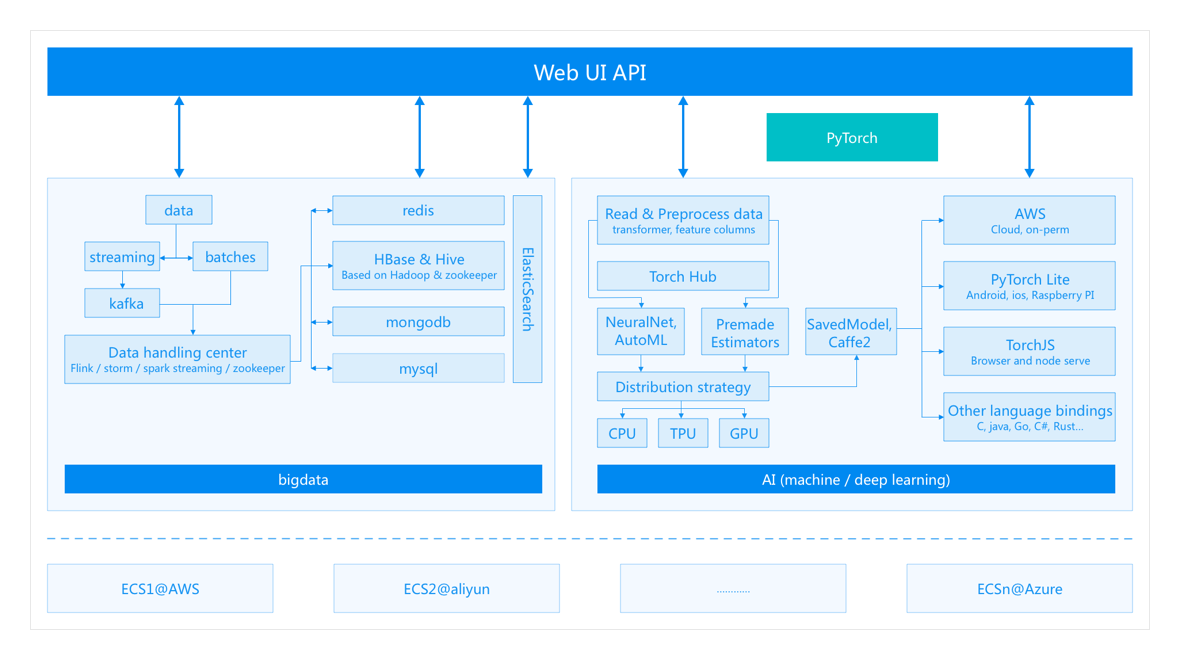 Web UI API
PyTorch
data
streaming
batches
kafka
Data handling center
Flink / storm / spark streaming / zookeeper
redis
HBase & Hive
Based on Hadoop & zookeeper
mongodb
mysql
ElasticSearch
bigdata
Read & Preprocess data
transformer, feature columns
Torch Hub
NeuralNet,
AutoML
Premade
Estimators
Distribution strategy
CPU
TPU
GPU
SavedModel,
Caffe2
AWS
Cloud, on-perm
PyTorch Lite
Android, ios, Raspberry PI
TorchJS
Browser and node serve
Other language bindings
C, java, Go, C#, Rust...
AI (machine / deep learning)
ECS1@AWS
ECS2@aliyun
............
ECSn@Azure